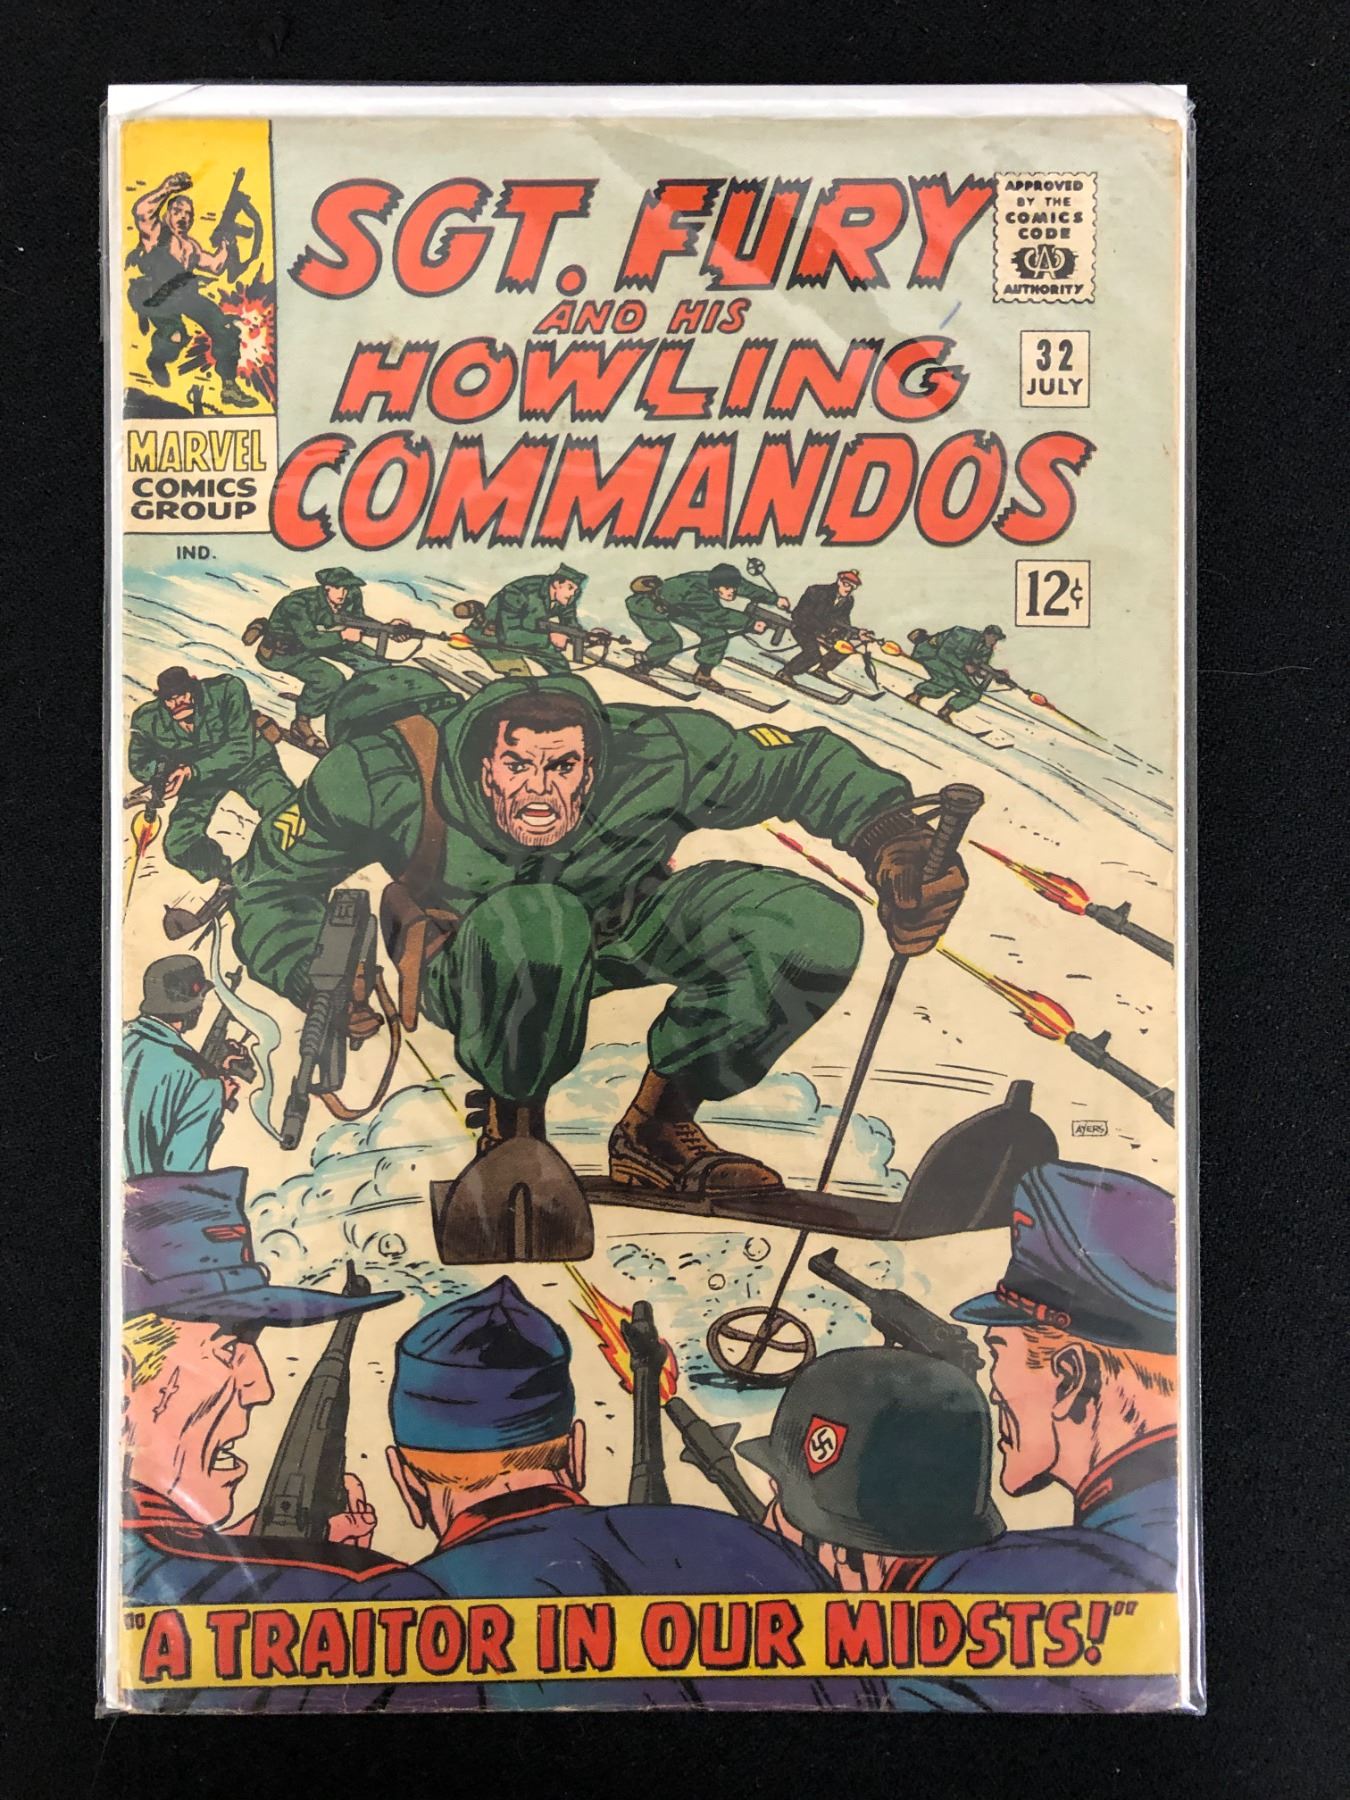 SGT. FURY
AND HIS
HOWLING
COMMANDOS
APPROVED
BY THE
COMICS
CODE
CA
AUTHORITY
32
JULY
MARVEL
COMICS
GROUP
IND.
12¢
AYERS
"A TRAITOR IN OUR MIDSTS!"